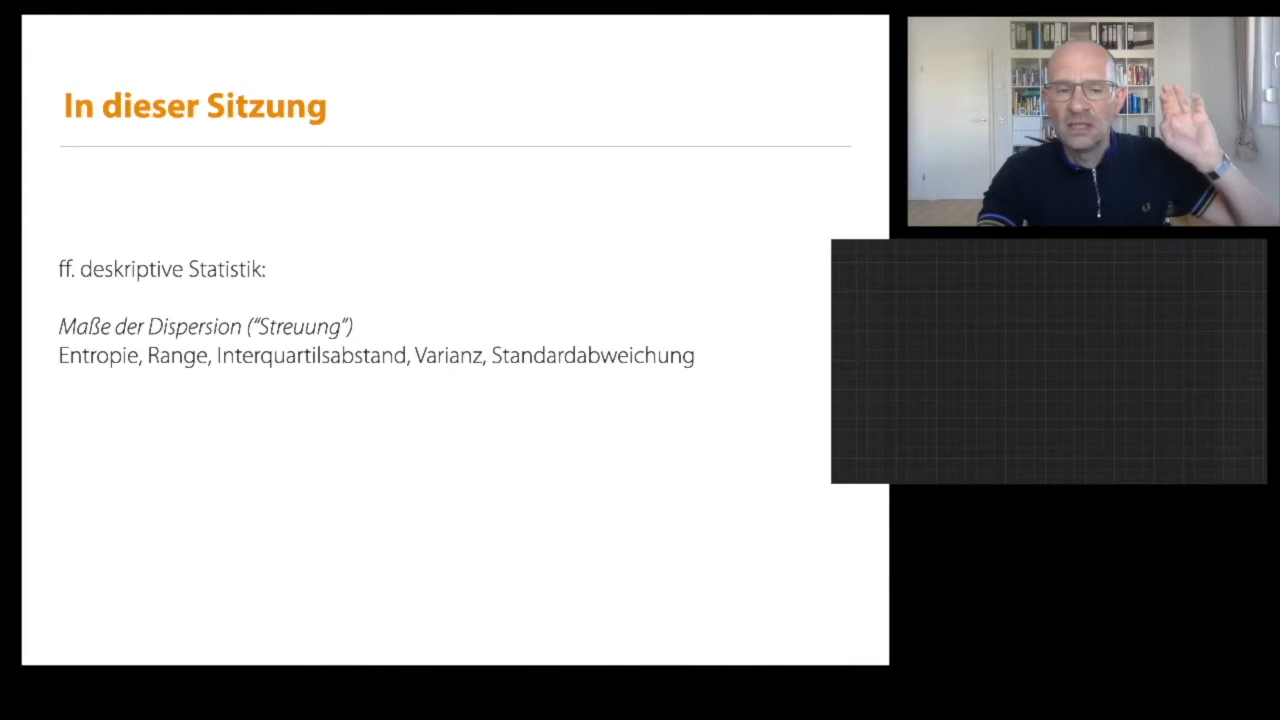 In dieser Sitzung
ff. deskriptive Statistik:
Maße der Dispersion (“Streuung”)
Entropie, Range, Interquartilsabstand, Varianz, Standardabweichung